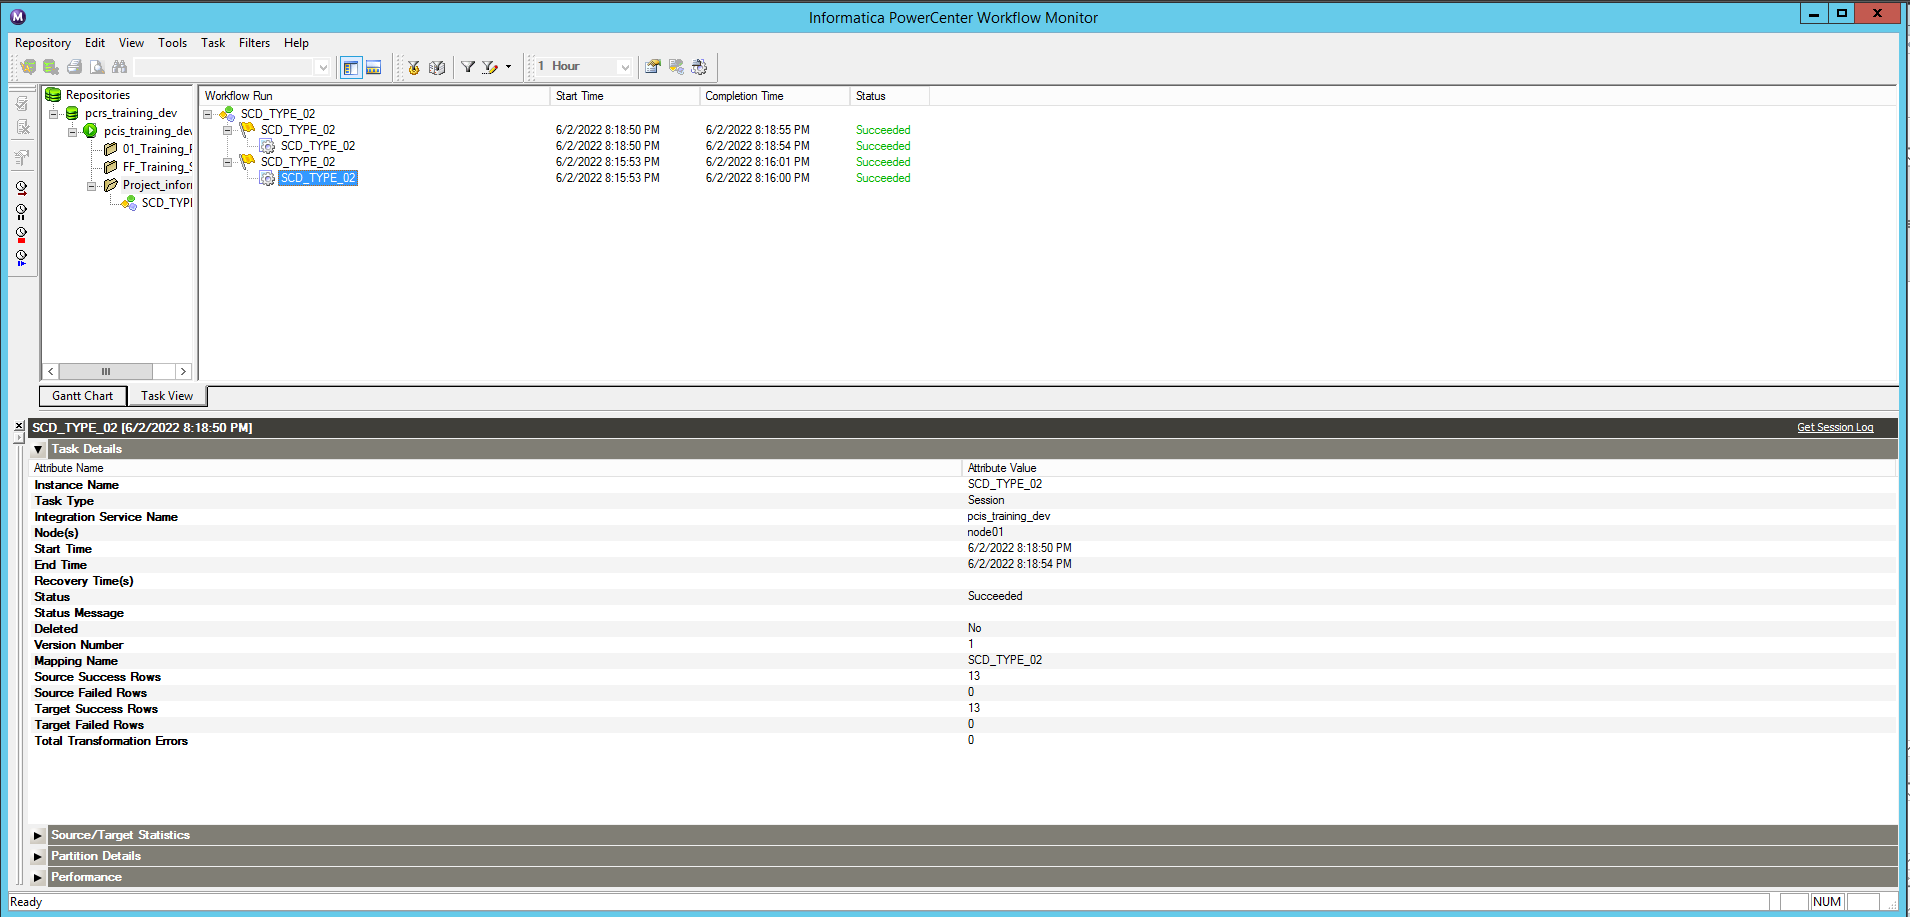 Informatica PowerCenter Workflow Monitor
Repository Edit View Tools Task Filters Help
1 Hour
Repositories
pcrs_training_dev
pcis_training_dev
01_Training_
FF_Training_
Project_infor
SCD_TYPI
Workflow Run Start Time Completion Time Status
SCD_TYPE_02
SCD_TYPE_02 6/2/2022 8:18:50 PM 6/2/2022 8:18:55 PM Succeeded
SCD_TYPE_02 6/2/2022 8:18:50 PM 6/2/2022 8:18:54 PM Succeeded
SCD_TYPE_02 6/2/2022 8:15:53 PM 6/2/2022 8:16:01 PM Succeeded
SCD_TYPE_02 6/2/2022 8:15:53 PM 6/2/2022 8:16:00 PM Succeeded
Gantt Chart Task View
SCD_TYPE_02 [6/2/2022 8:18:50 PM] Get Session Log
Task Details
Attribute Name Attribute Value
Instance Name SCD_TYPE_02
Task Type Session
Integration Service Name pcis_training_dev
Node(s) node01
Start Time 6/2/2022 8:18:50 PM
End Time 6/2/2022 8:18:54 PM
Recovery Time(s)
Status Succeeded
Status Message
Deleted No
Version Number 1
Mapping Name SCD_TYPE_02
Source Success Rows 13
Source Failed Rows 0
Target Success Rows 13
Target Failed Rows 0
Total Transformation Errors 0
Source/Target Statistics
Partition Details
Performance
Ready NUM